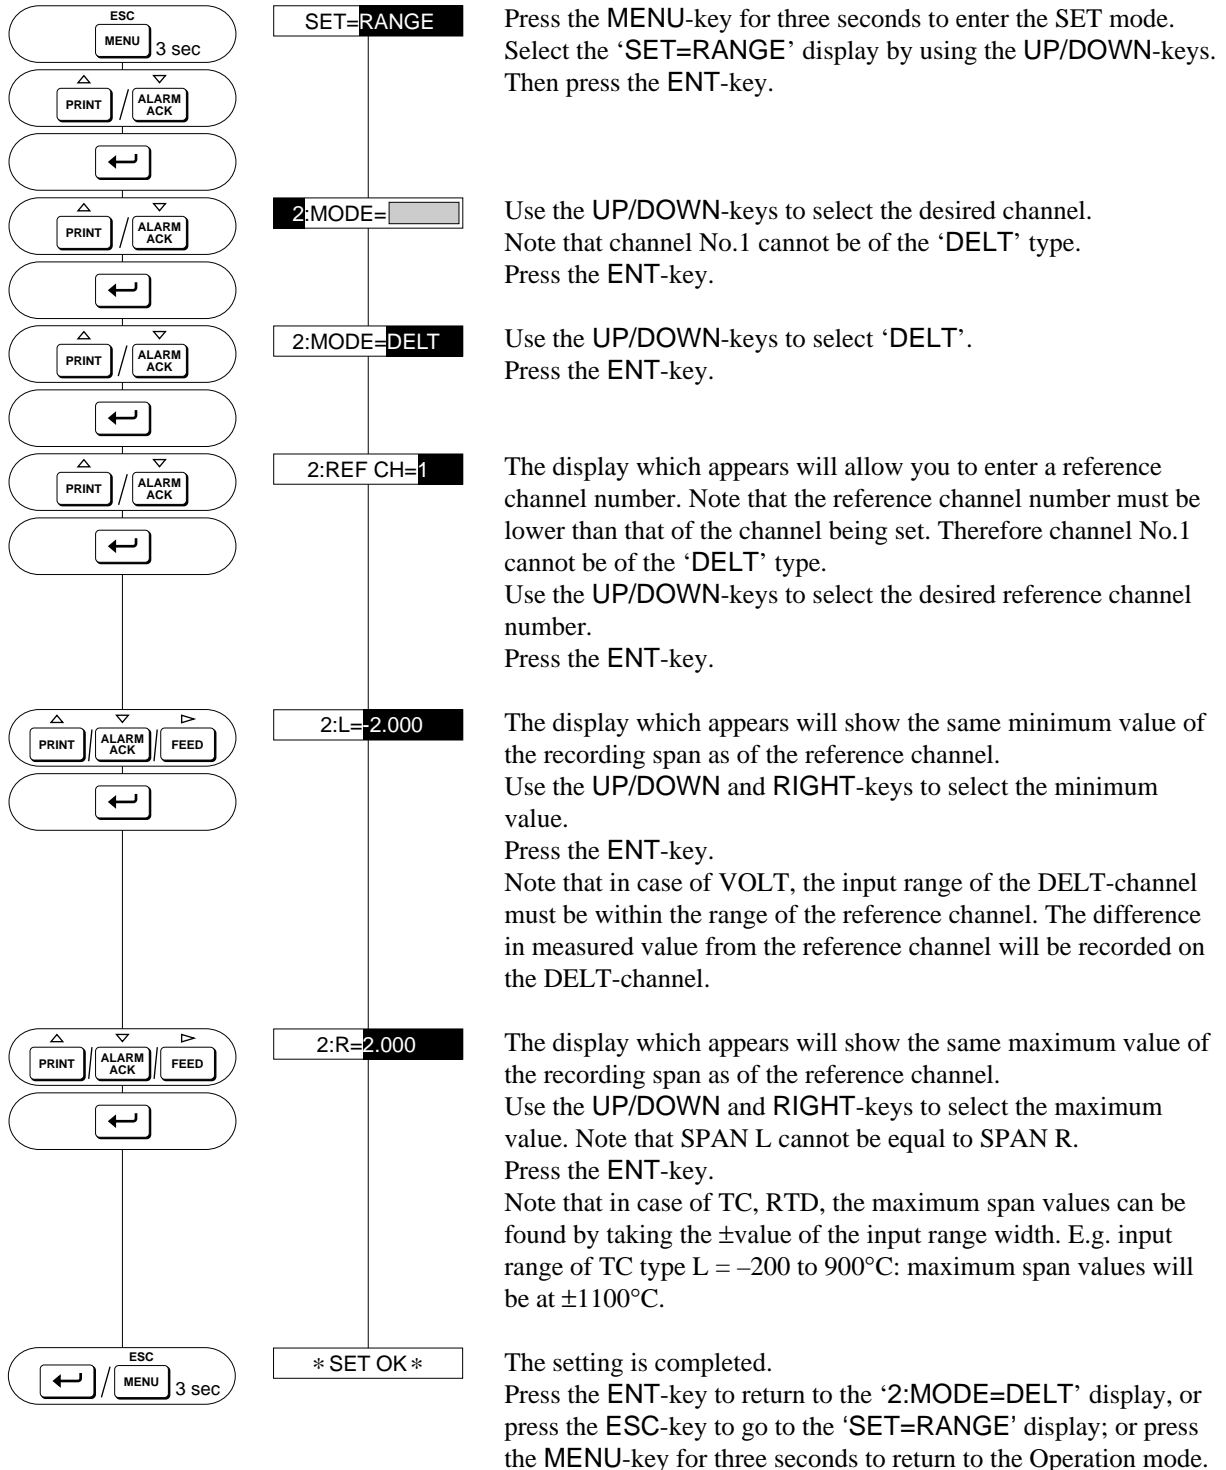 ESC
MENU 3 sec
SET=RANGE
Press the MENU-key for three seconds to enter the SET mode.
Select the ‘SET=RANGE’ display by using the UP/DOWN-keys.
Then press the ENT-key.
PRINT / ALARM ACK
2:MODE=
Use the UP/DOWN-keys to select the desired channel.
Note that channel No.1 cannot be of the ‘DELT’ type.
Press the ENT-key.
PRINT / ALARM ACK
2:MODE=DELT
Use the UP/DOWN-keys to select ‘DELT’.
Press the ENT-key.
PRINT / ALARM ACK
2:REF CH=1
The display which appears will allow you to enter a reference
channel number. Note that the reference channel number must be
lower than that of the channel being set. Therefore channel No.1
cannot be of the ‘DELT’ type.
Use the UP/DOWN-keys to select the desired reference channel
number.
Press the ENT-key.
PRINT / ALARM ACK
2:L=-2.000
The display which appears will show the same minimum value of
the recording span as of the reference channel.
Use the UP/DOWN and RIGHT-keys to select the minimum
value.
Press the ENT-key.
Note that in case of VOLT, the input range of the DELT-channel
must be within the range of the reference channel. The difference
in measured value from the reference channel will be recorded on
the DELT-channel.
PRINT / ALARM ACK / FEED
2:R=2.000
The display which appears will show the same maximum value of
the recording span as of the reference channel.
Use the UP/DOWN and RIGHT-keys to select the maximum
value. Note that SPAN L cannot be equal to SPAN R.
Press the ENT-key.
Note that in case of TC, RTD, the maximum span values can be
found by taking the ±value of the input range width. E.g. input
range of TC type L = –200 to 900°C: maximum span values will
be at ±1100°C.
PRINT / ALARM ACK / FEED
∗ SET OK ∗
The setting is completed.
ESC
/ MENU 3 sec
Press the ENT-key to return to the ‘2:MODE=DELT’ display, or
press the ESC-key to go to the ‘SET=RANGE’ display; or press
the MENU-key for three seconds to return to the Operation mode.